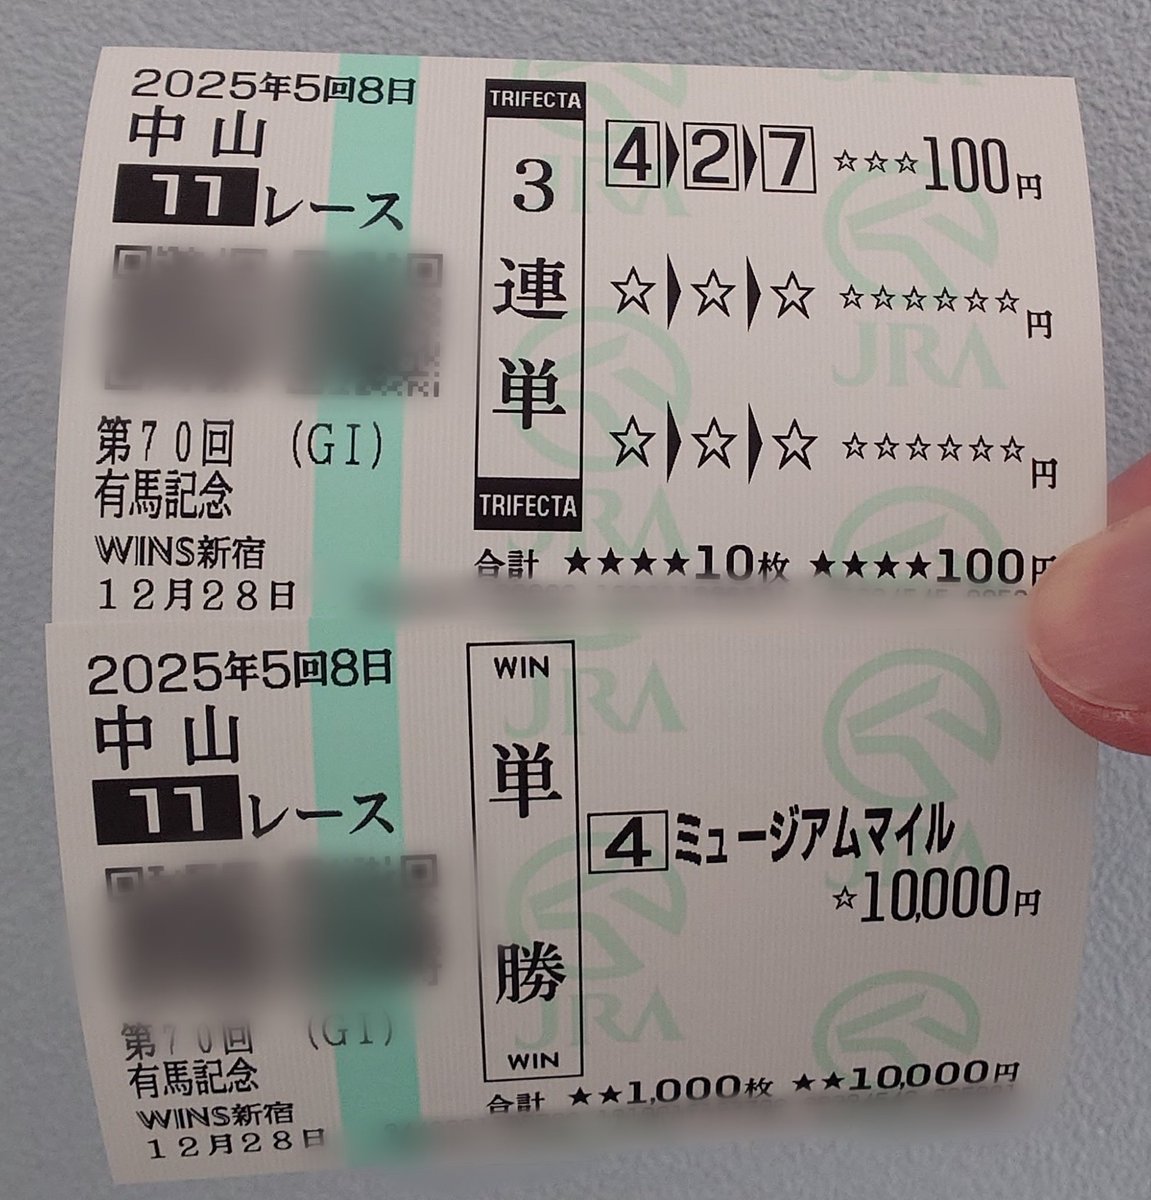 2025年5回8日
中山
11レース
第70回 (GI)
有馬記念
WINS新宿
12月28日
TRIFECTA
3連単
TRIFECTA
4 2 7 ☆☆☆100円
☆ ☆ ☆ ☆☆☆☆☆☆円
☆ ☆ ☆ ☆☆☆☆☆☆円
合計 ★★★★10枚 ★★★★100円
JRA
2025年5回8日
中山
11レース
第70回 (GI)
有馬記念
WINS新宿
12月28日
WIN
単勝
WIN
4 ミュージアムマイル
☆10,000円
合計 ★★1,000枚 ★★10,000円
JRA